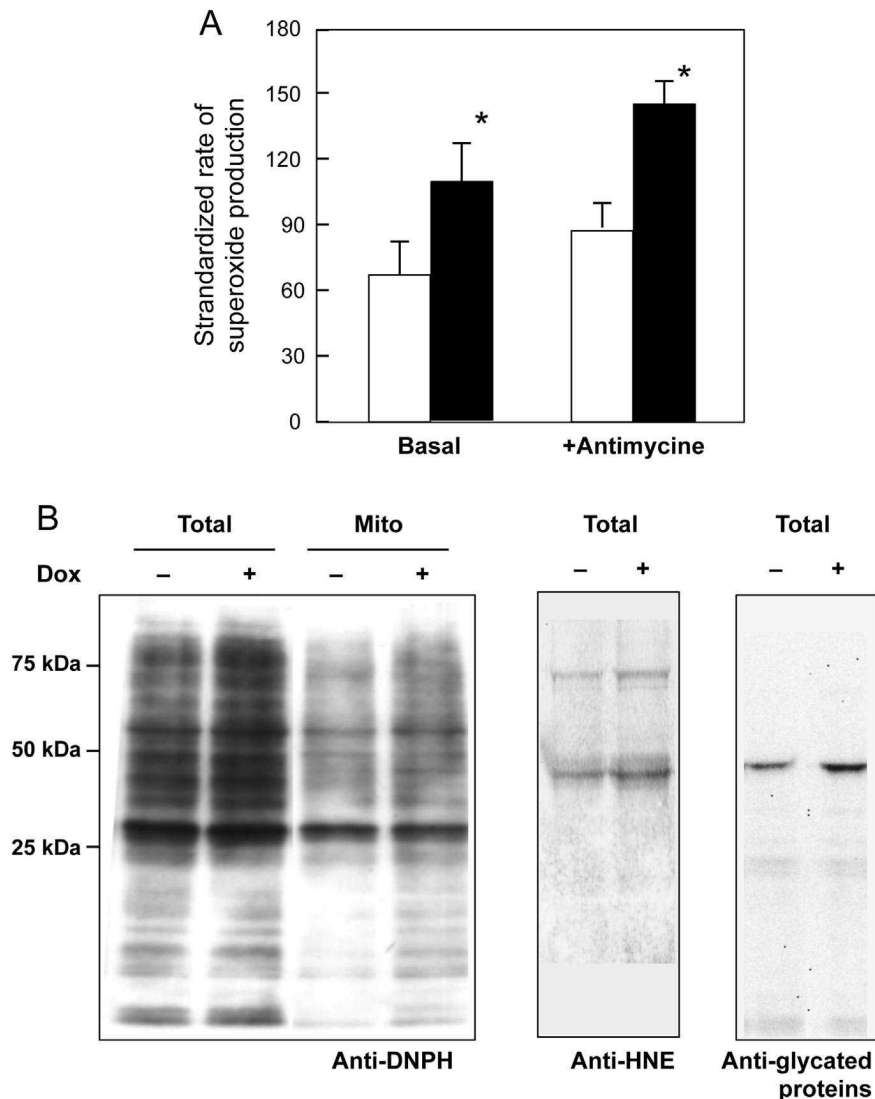 A
180
150
120
90
60
30
0
Strandardized rate of
superoxide production
*
*
Basal
+Antimycine
B
Total
Mito
Total
Total
Dox
– + – +
– +
– +
75 kDa
50 kDa
25 kDa
Anti-DNPH
Anti-HNE
Anti-glycated
proteins